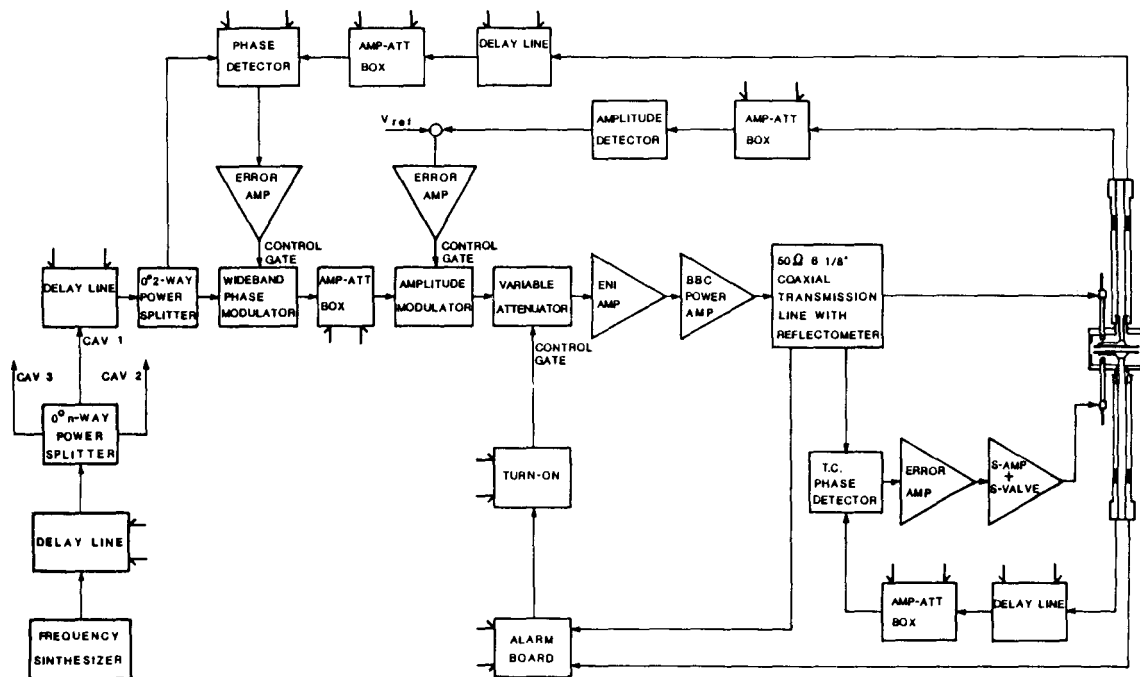 PHASE
DETECTOR
AMP-ATT
BOX
DELAY LINE
Vref
AMPLITUDE
DETECTOR
AMP-ATT
BOX
ERROR
AMP
ERROR
AMP
CONTROL
GATE
CONTROL
GATE
DELAY LINE
0° 2-WAY
POWER
SPLITTER
WIDEBAND
PHASE
MODULATOR
AMP-ATT
BOX
AMPLITUDE
MODULATOR
VARIABLE
ATTENUATOR
ENI
AMP
BBC
POWER
AMP
50Ω 6 1/8"
COAXIAL
TRANSMISSION
LINE WITH
REFLECTOMETER
CAV 1
CAV 3
CAV 2
CONTROL
GATE
0° n-WAY
POWER
SPLITTER
TURN-ON
T.C.
PHASE
DETECTOR
ERROR
AMP
S-AMP
+
S-VALVE
DELAY LINE
AMP-ATT
BOX
DELAY LINE
FREQUENCY
SINTHESIZER
ALARM
BOARD